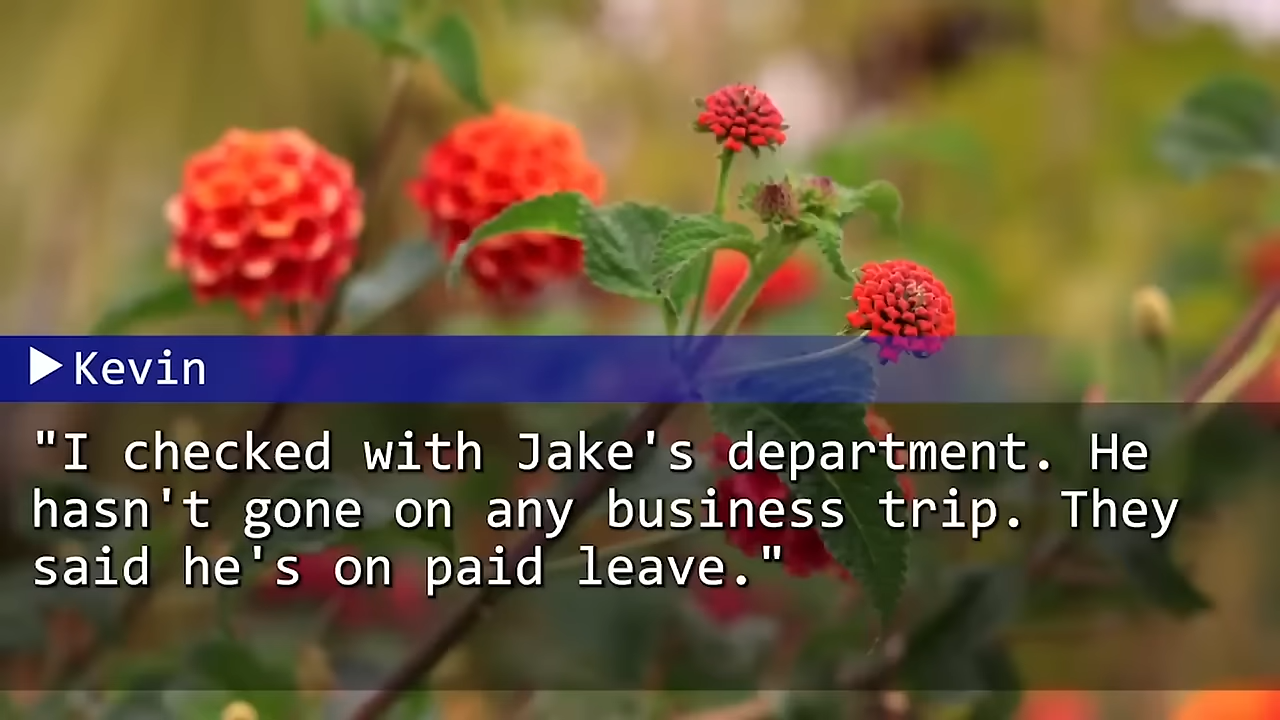 Kevin
"I checked with Jake's department. He
hasn't gone on any business trip. They
said he's on paid leave."